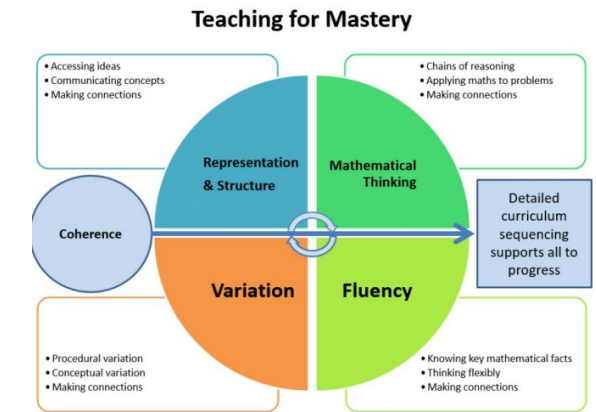 Teaching for Mastery
• Accessing ideas
• Communicating concepts
• Making connections
• Chains of reasoning
• Applying maths to problems
• Making connections
Representation
& Structure
Mathematical
Thinking
Coherence
Detailed
curriculum
sequencing
supports all to
progress
Variation
Fluency
• Procedural variation
• Conceptual variation
• Making connections
• Knowing key mathematical facts
• Thinking flexibly
• Making connections